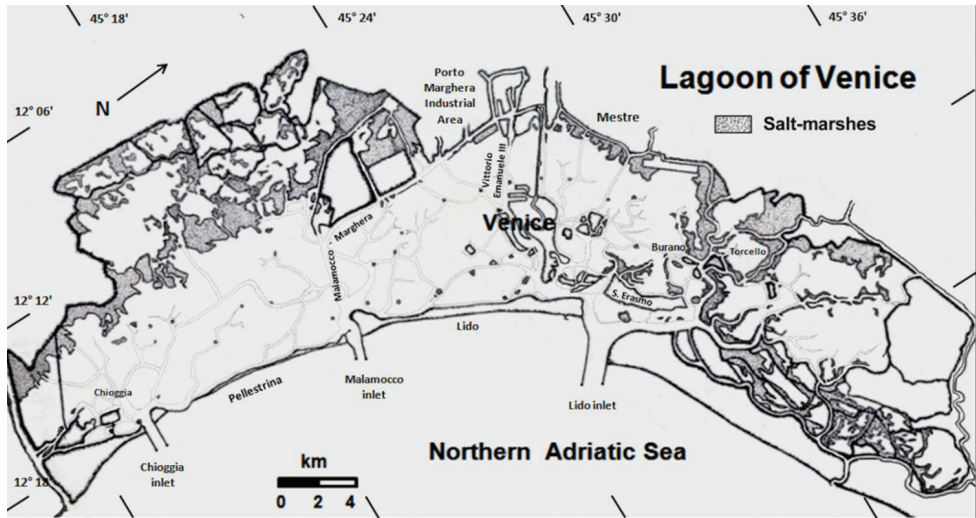 45° 18'
45° 24'
45° 30'
45° 36'
Lagoon of Venice
Salt-marshes
N
12° 06'
12° 12'
12° 18'
Porto
Marghera
Industrial
Area
Mestre
Vittorio
Emanuele III
Venice
Malamocco - Marghera
Burano
Torcello
S. Erasmo
Lido
Pellestrina
Chioggia
Malamocco
inlet
Lido inlet
Chioggia
inlet
Northern Adriatic Sea
km
0 2 4